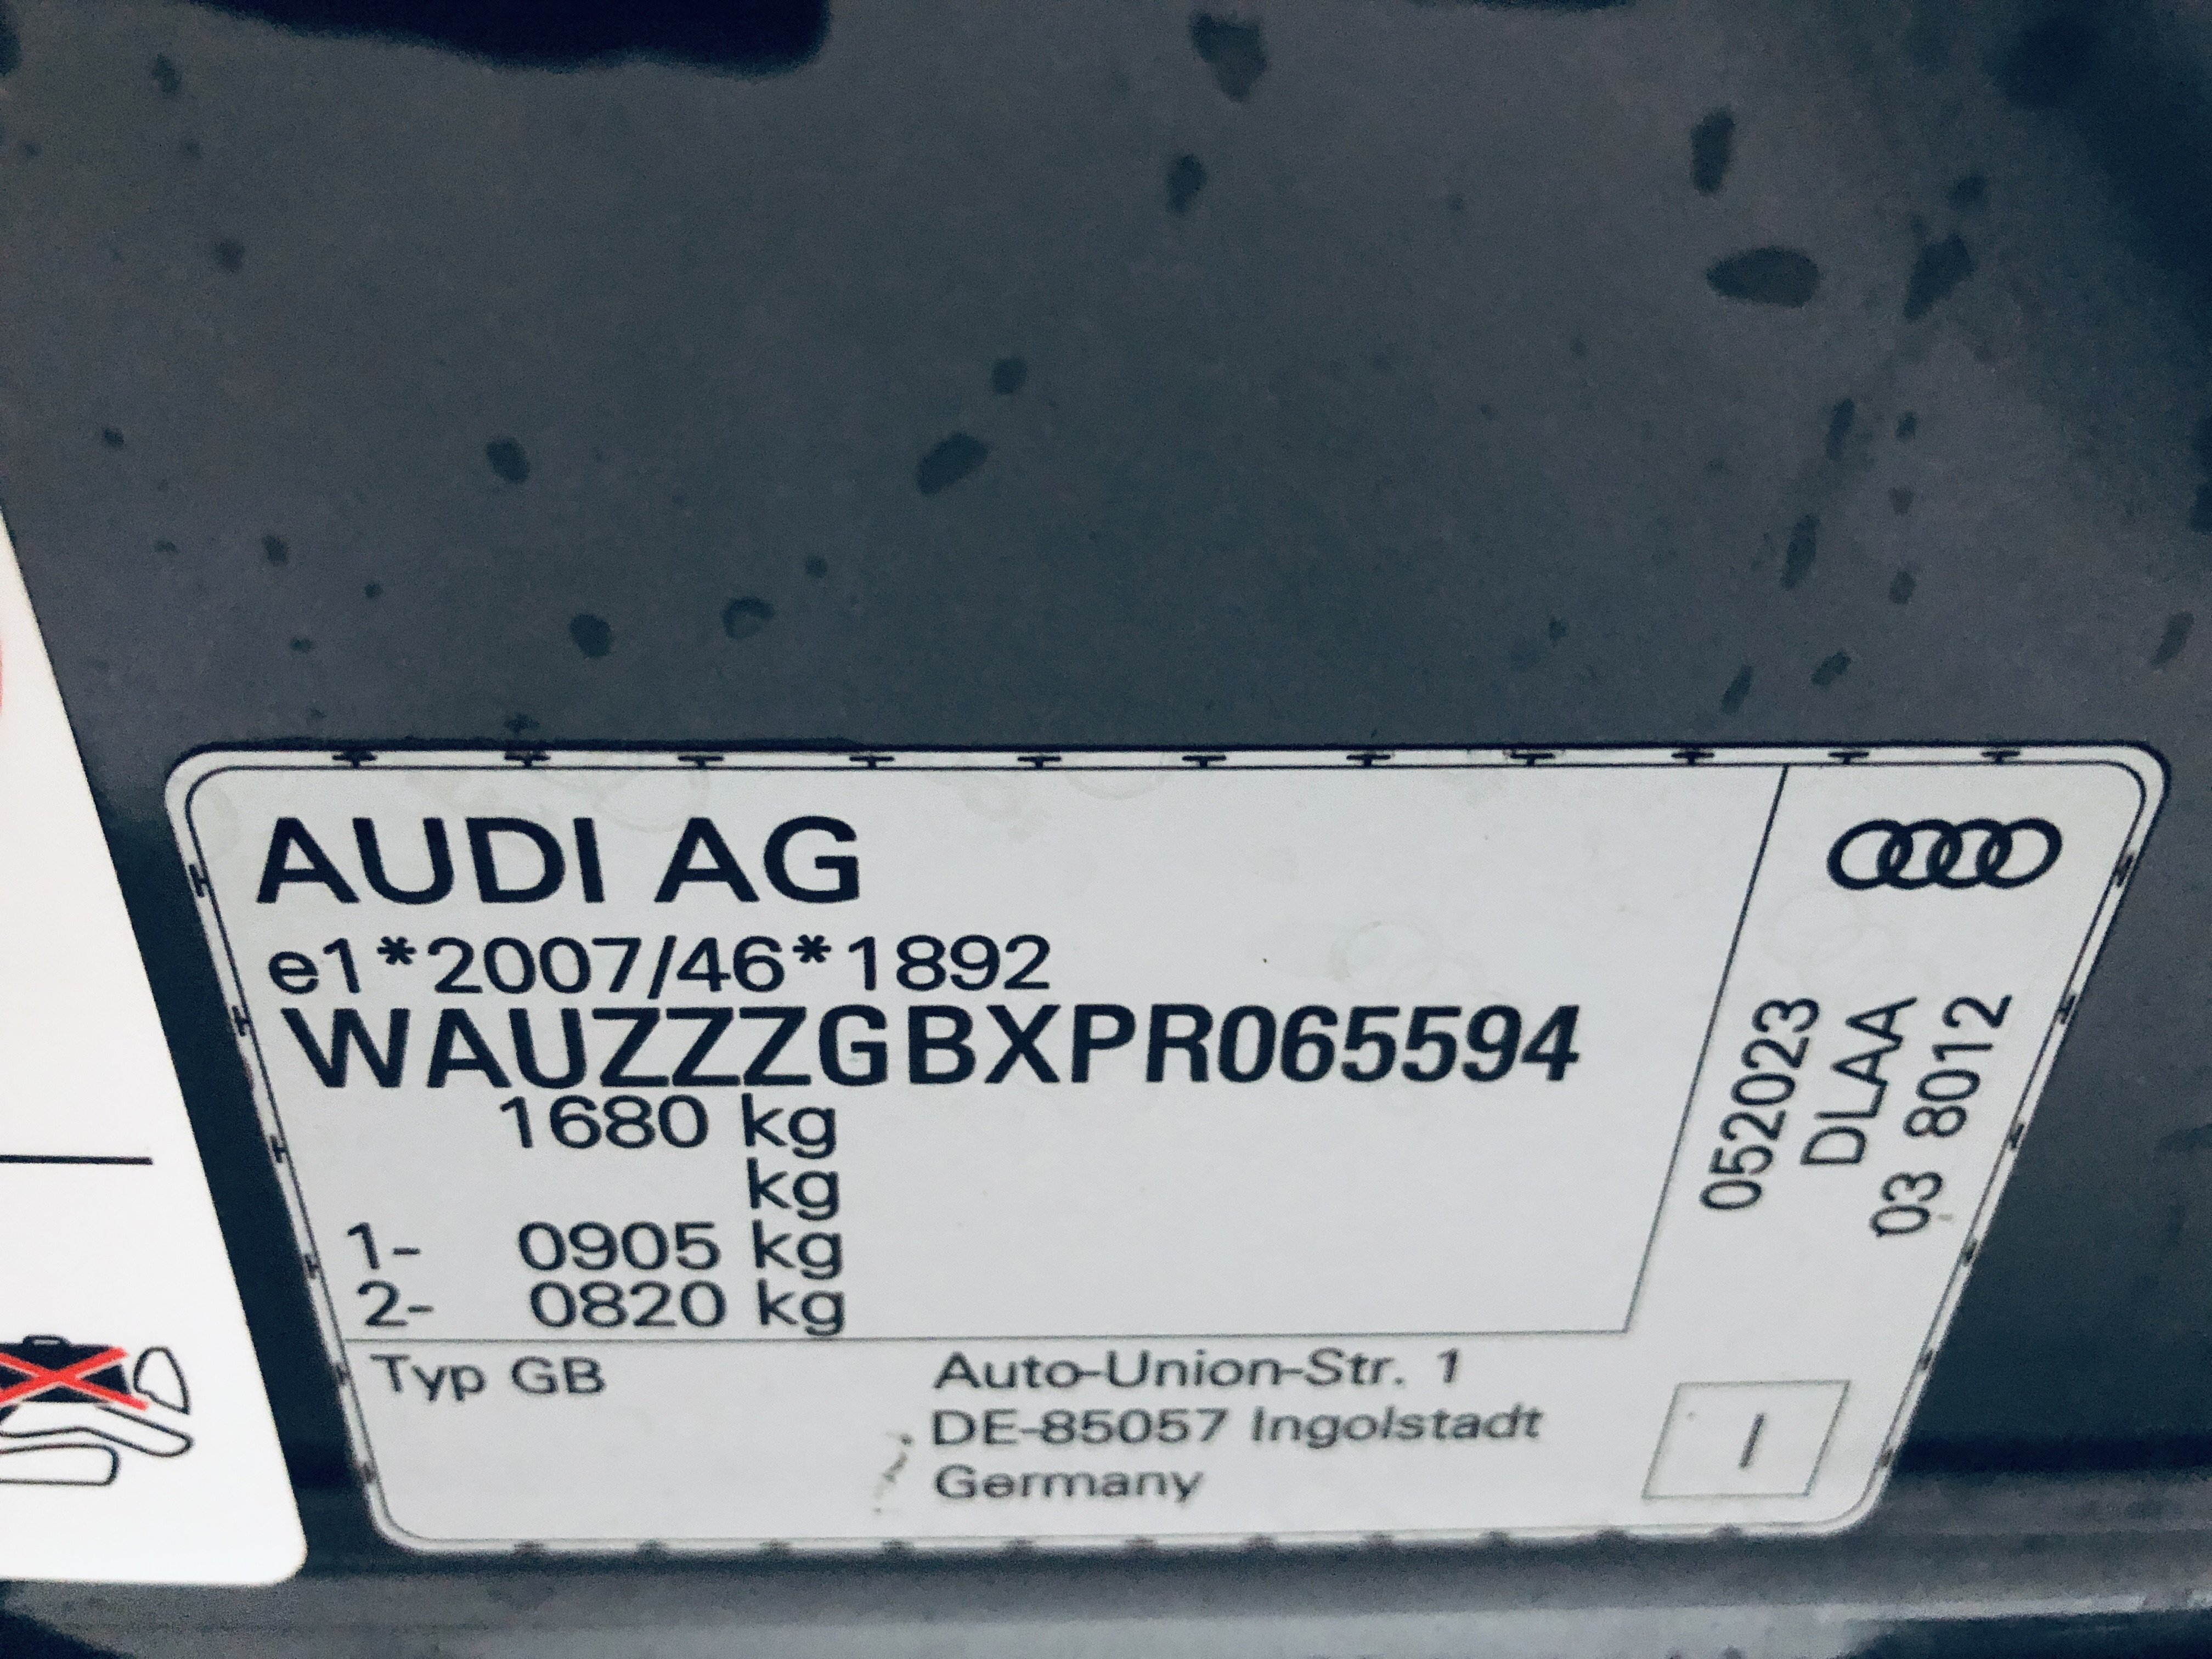 AUDI AG
e1*2007/46*1892
WAUZZZGBXPR065594
1680 kg
kg
1- 0905 kg
2- 0820 kg
Typ GB
Auto-Union-Str. 1
DE-85057 Ingolstadt
Germany
052023
DLAA
03 8012
I